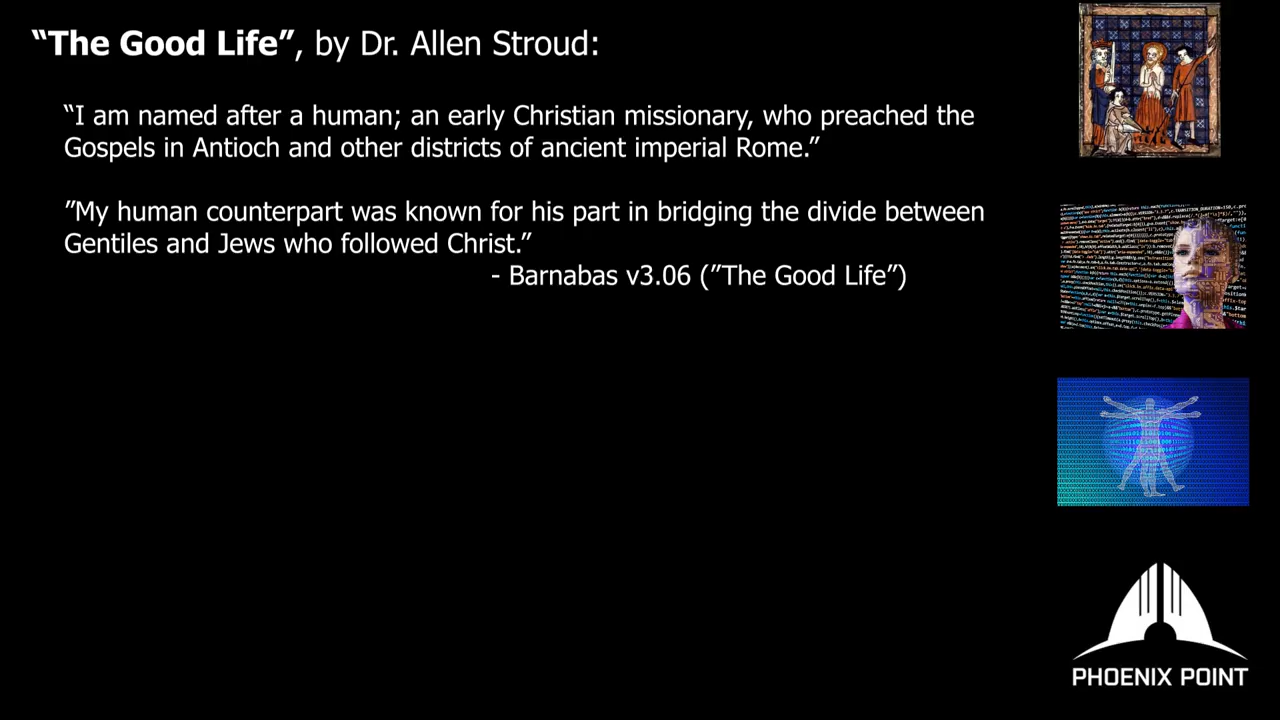 “The Good Life”, by Dr. Allen Stroud:
“I am named after a human; an early Christian missionary, who preached the
Gospels in Antioch and other districts of ancient imperial Rome.”
”My human counterpart was known for his part in bridging the divide between
Gentiles and Jews who followed Christ.”
- Barnabas v3.06 (”The Good Life”)
PHOENIX POINT